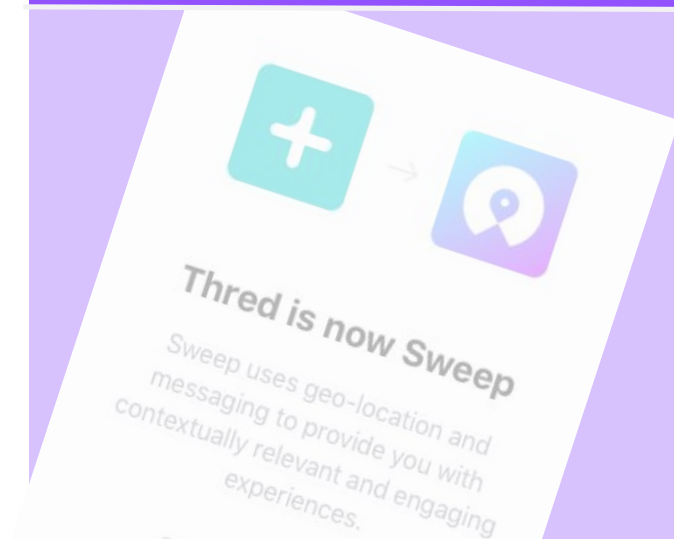 Thred is now Sweep
Sweep uses geo-location and
messaging to provide you with
contextually relevant and engaging
experiences.